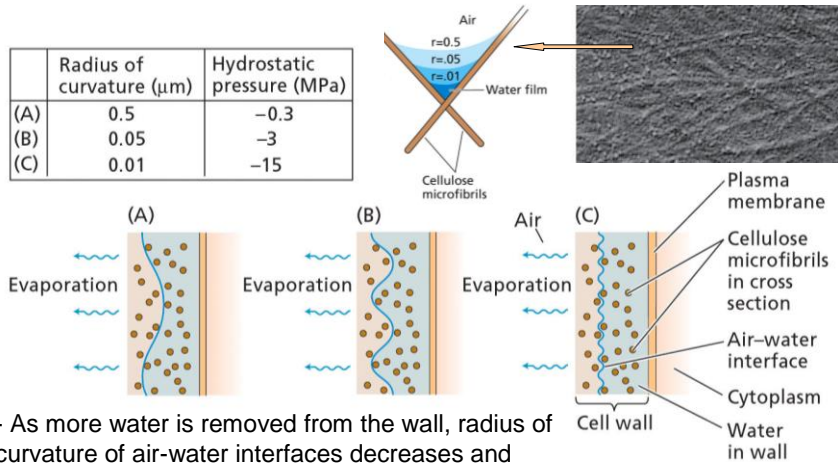 Radius of
curvature (μm)
Hydrostatic
pressure (MPa)
(A) 0.5 −0.3
(B) 0.05 −3
(C) 0.01 −15
Air
r=0.5
r=.05
r=.01
Water film
Cellulose
microfibrils
(A)
Evaporation
(B)
Evaporation
Air
(C)
Evaporation
Plasma
membrane
Cellulose
microfibrils
in cross
section
Air–water
interface
Cytoplasm
Water
in wall
Cell wall
- As more water is removed from the wall, radius of
curvature of air-water interfaces decreases and